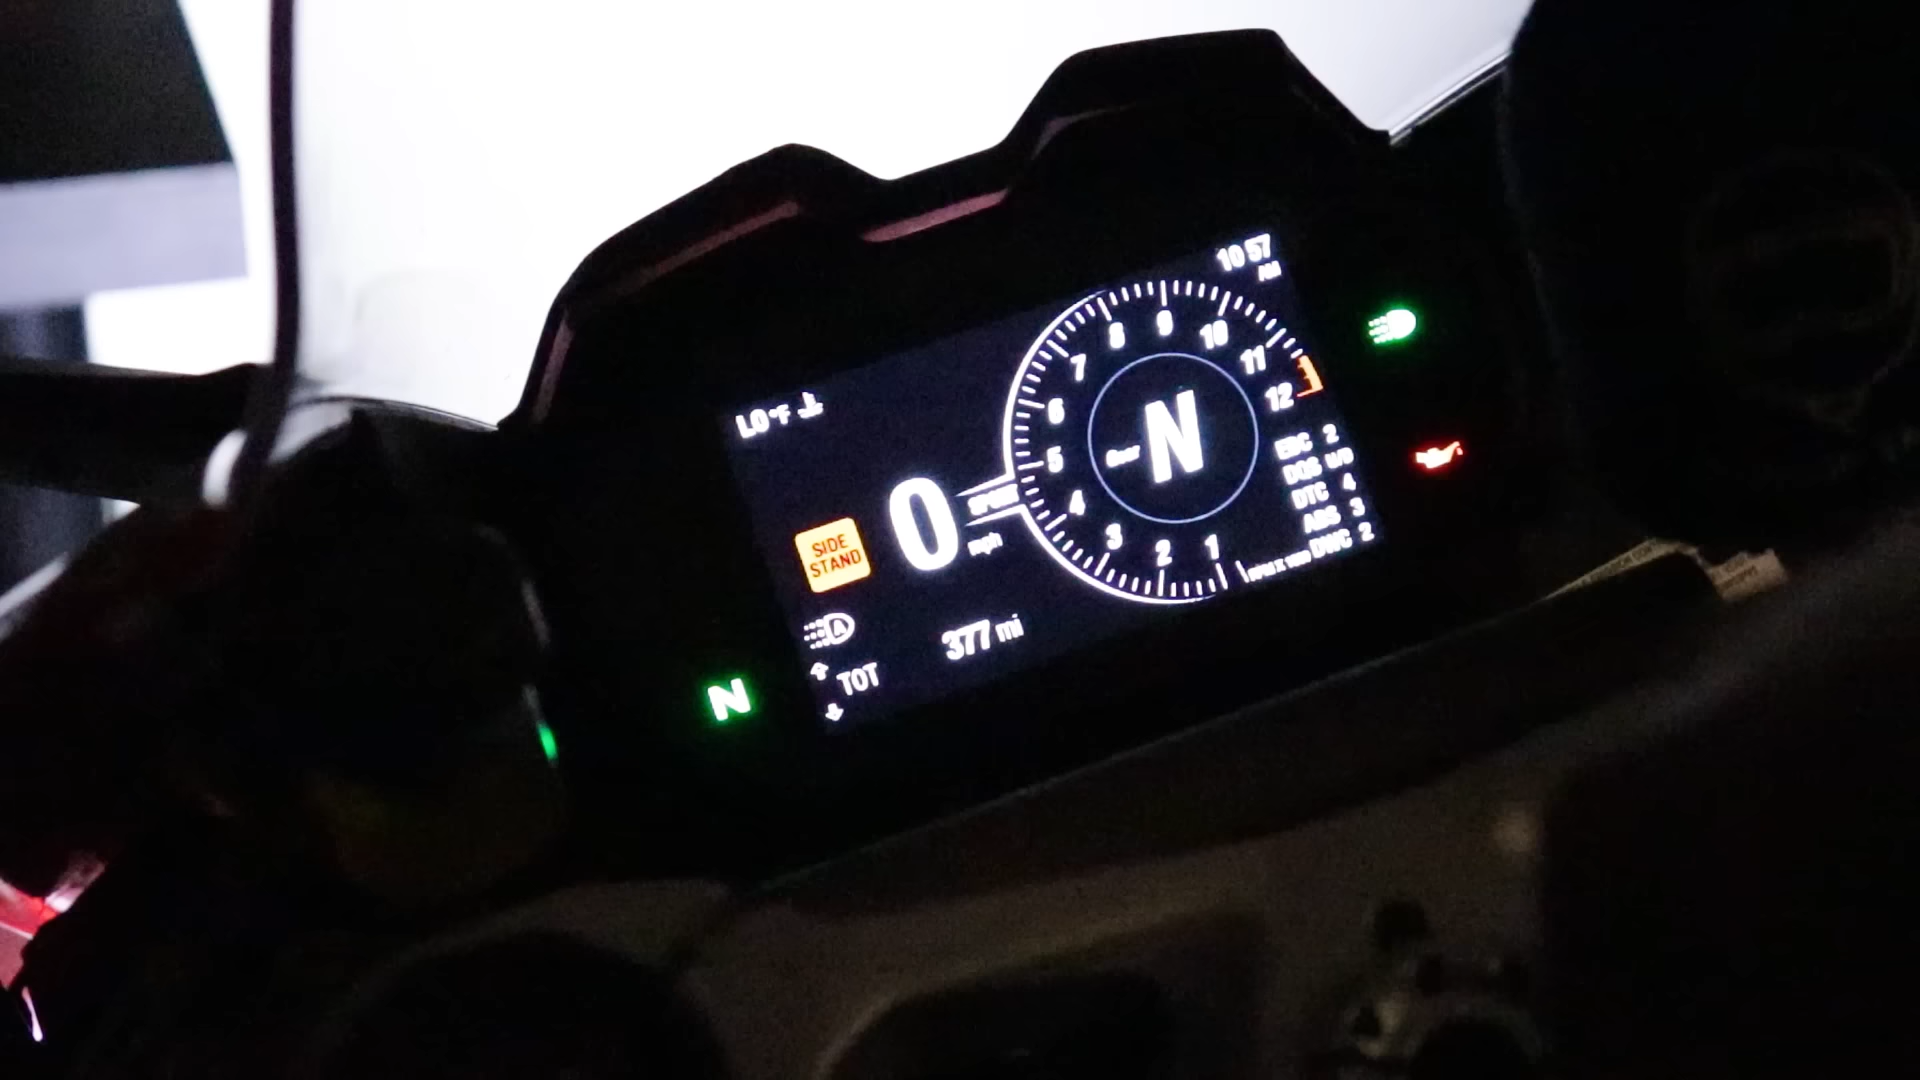 10 57
AM
LO °F
8 9 10
7 11
6 12
5
4
3 2 1
N
0
SPORT
mph
SIDE
STAND
A
377 mi
TOT
EBC 2
DQS U/D
DTC 4
ABS 3
DWC 2
N